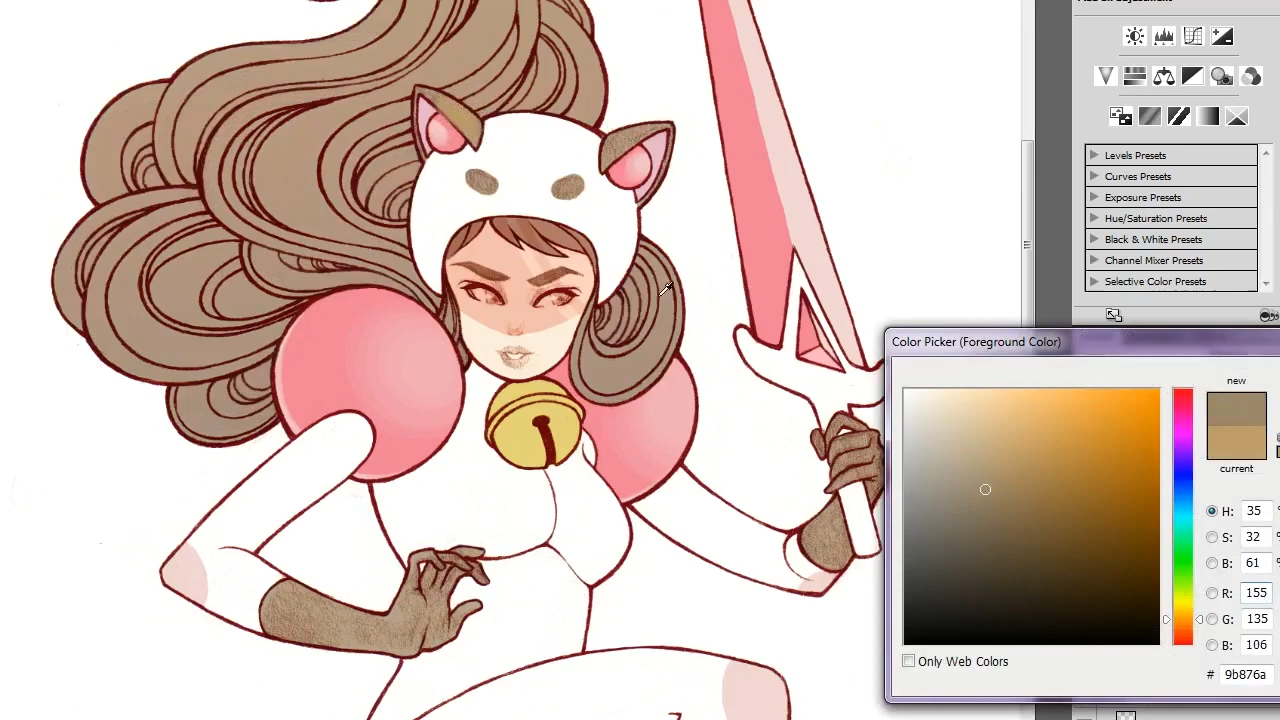 Levels Presets
Curves Presets
Exposure Presets
Hue/Saturation Presets
Black & White Presets
Channel Mixer Presets
Selective Color Presets
Color Picker (Foreground Color)
new
current
H: 35
S: 32 %
B: 61 %
R: 155
G: 135
B: 106
Only Web Colors
# 9b876a